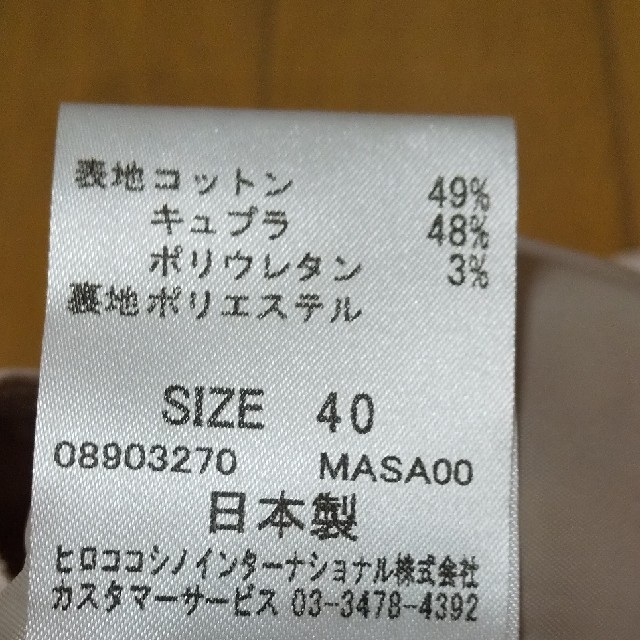 表地コットン 49%
キュプラ 48%
ポリウレタン 3%
裏地ポリエステル
SIZE 40
08903270 MASA00
日本製
ヒロココシノインターナショナル株式会社
カスタマーサービス 03-3478-4392